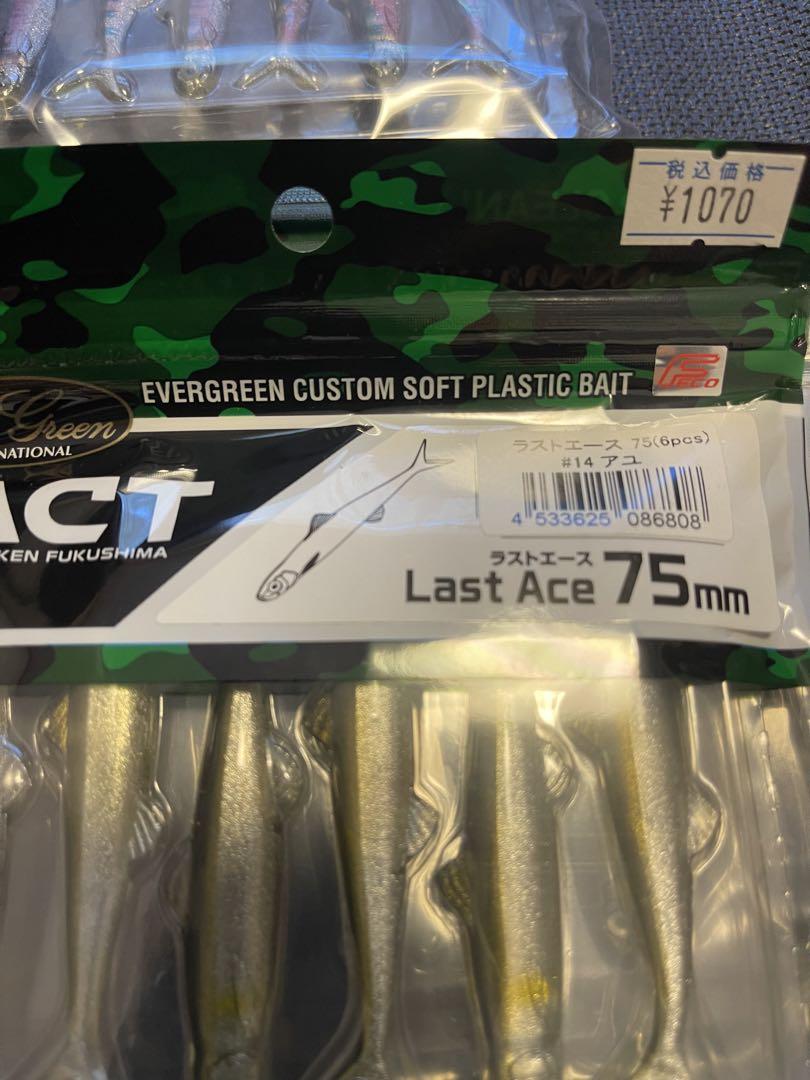 税込価格
¥1070
EVERGREEN CUSTOM SOFT PLASTIC BAIT
FECO
Green
NATIONAL
ACT
KEN FUKUSHIMA
ラストエース 75(6pcs)
#14 アユ
4 533625 086808
ラストエース
Last Ace 75mm